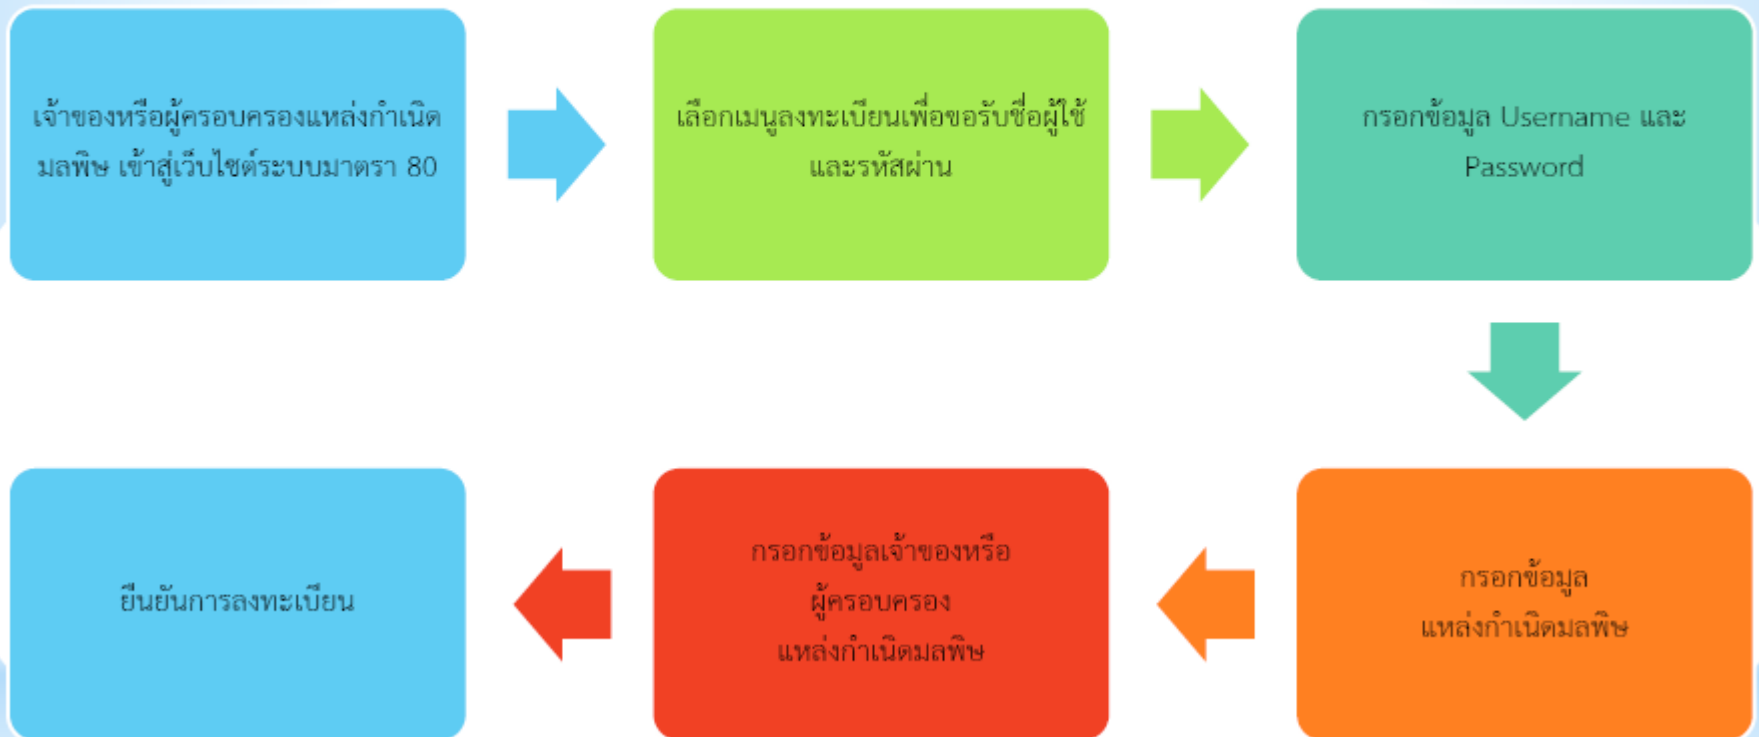 เจ้าของหรือผู้ครอบครองแหล่งกำเนิด
มลพิษ เข้าสู่เว็บไซต์ระบบมาตรา 80
เลือกเมนูลงทะเบียนเพื่อขอรับชื่อผู้ใช้
และรหัสผ่าน
กรอกข้อมูล Username และ
Password
กรอกข้อมูล
แหล่งกำเนิดมลพิษ
กรอกข้อมูลเจ้าของหรือ
ผู้ครอบครอง
แหล่งกำเนิดมลพิษ
ยืนยันการลงทะเบียน